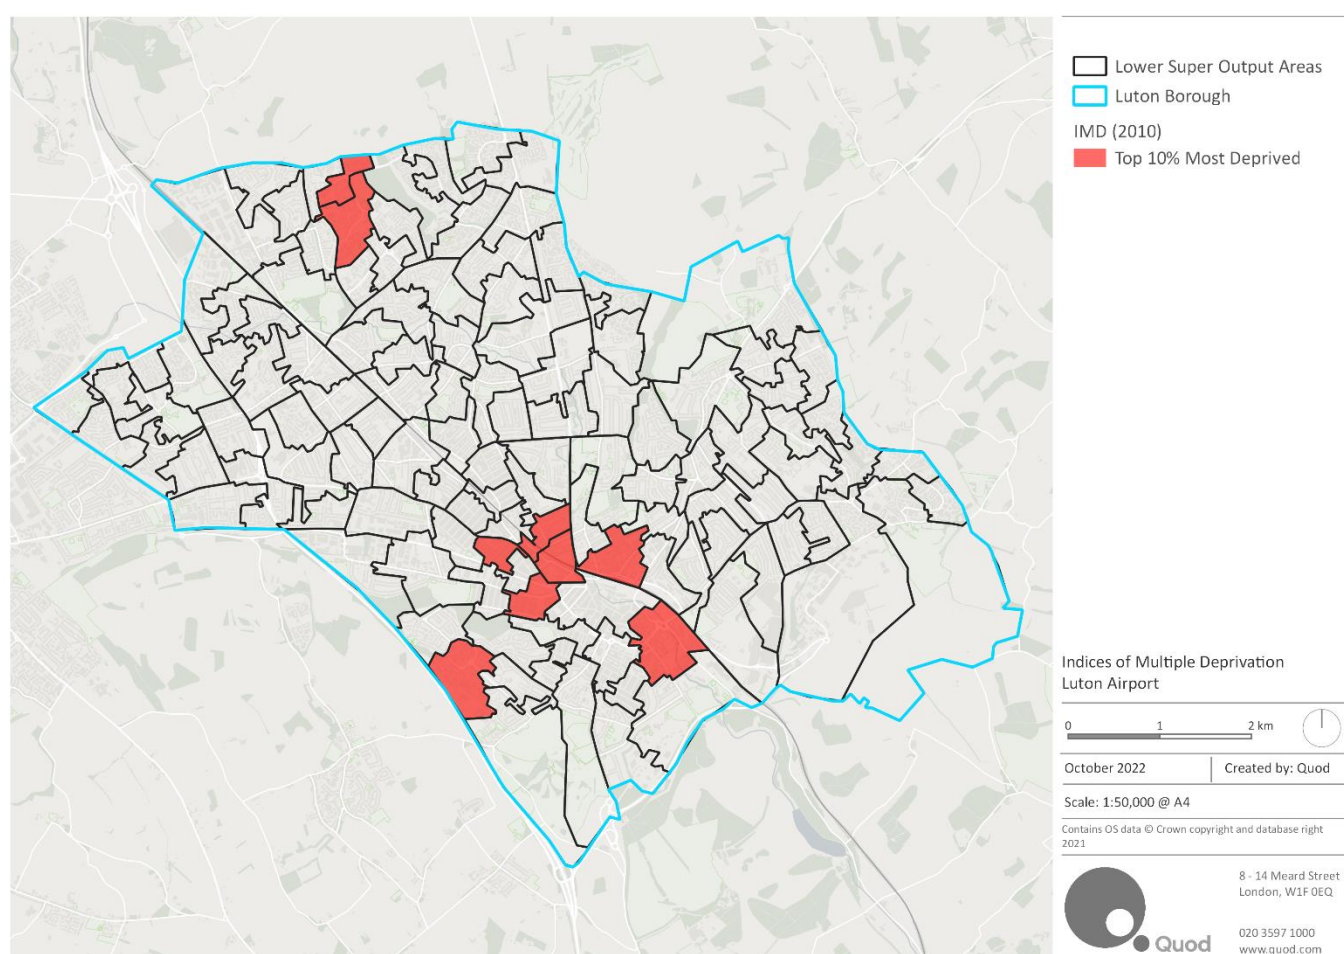 Lower Super Output Areas
Luton Borough
IMD (2010)
Top 10% Most Deprived
Indices of Multiple Deprivation
Luton Airport
0 1 2 km
October 2022 Created by: Quod
Scale: 1:50,000 @ A4
Contains OS data © Crown copyright and database right
2021
8 - 14 Meard Street
London, W1F 0EQ
020 3597 1000
www.quod.com
Quod